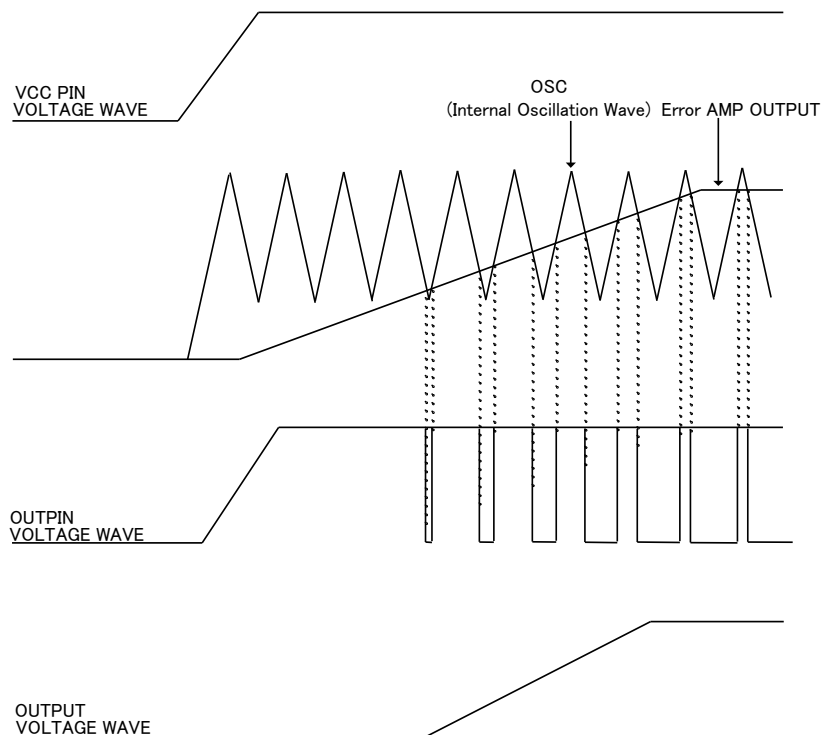 VCC PIN
VOLTAGE WAVE
OSC
(Internal Oscillation Wave) Error AMP OUTPUT
OUTPIN
VOLTAGE WAVE
OUTPUT
VOLTAGE WAVE